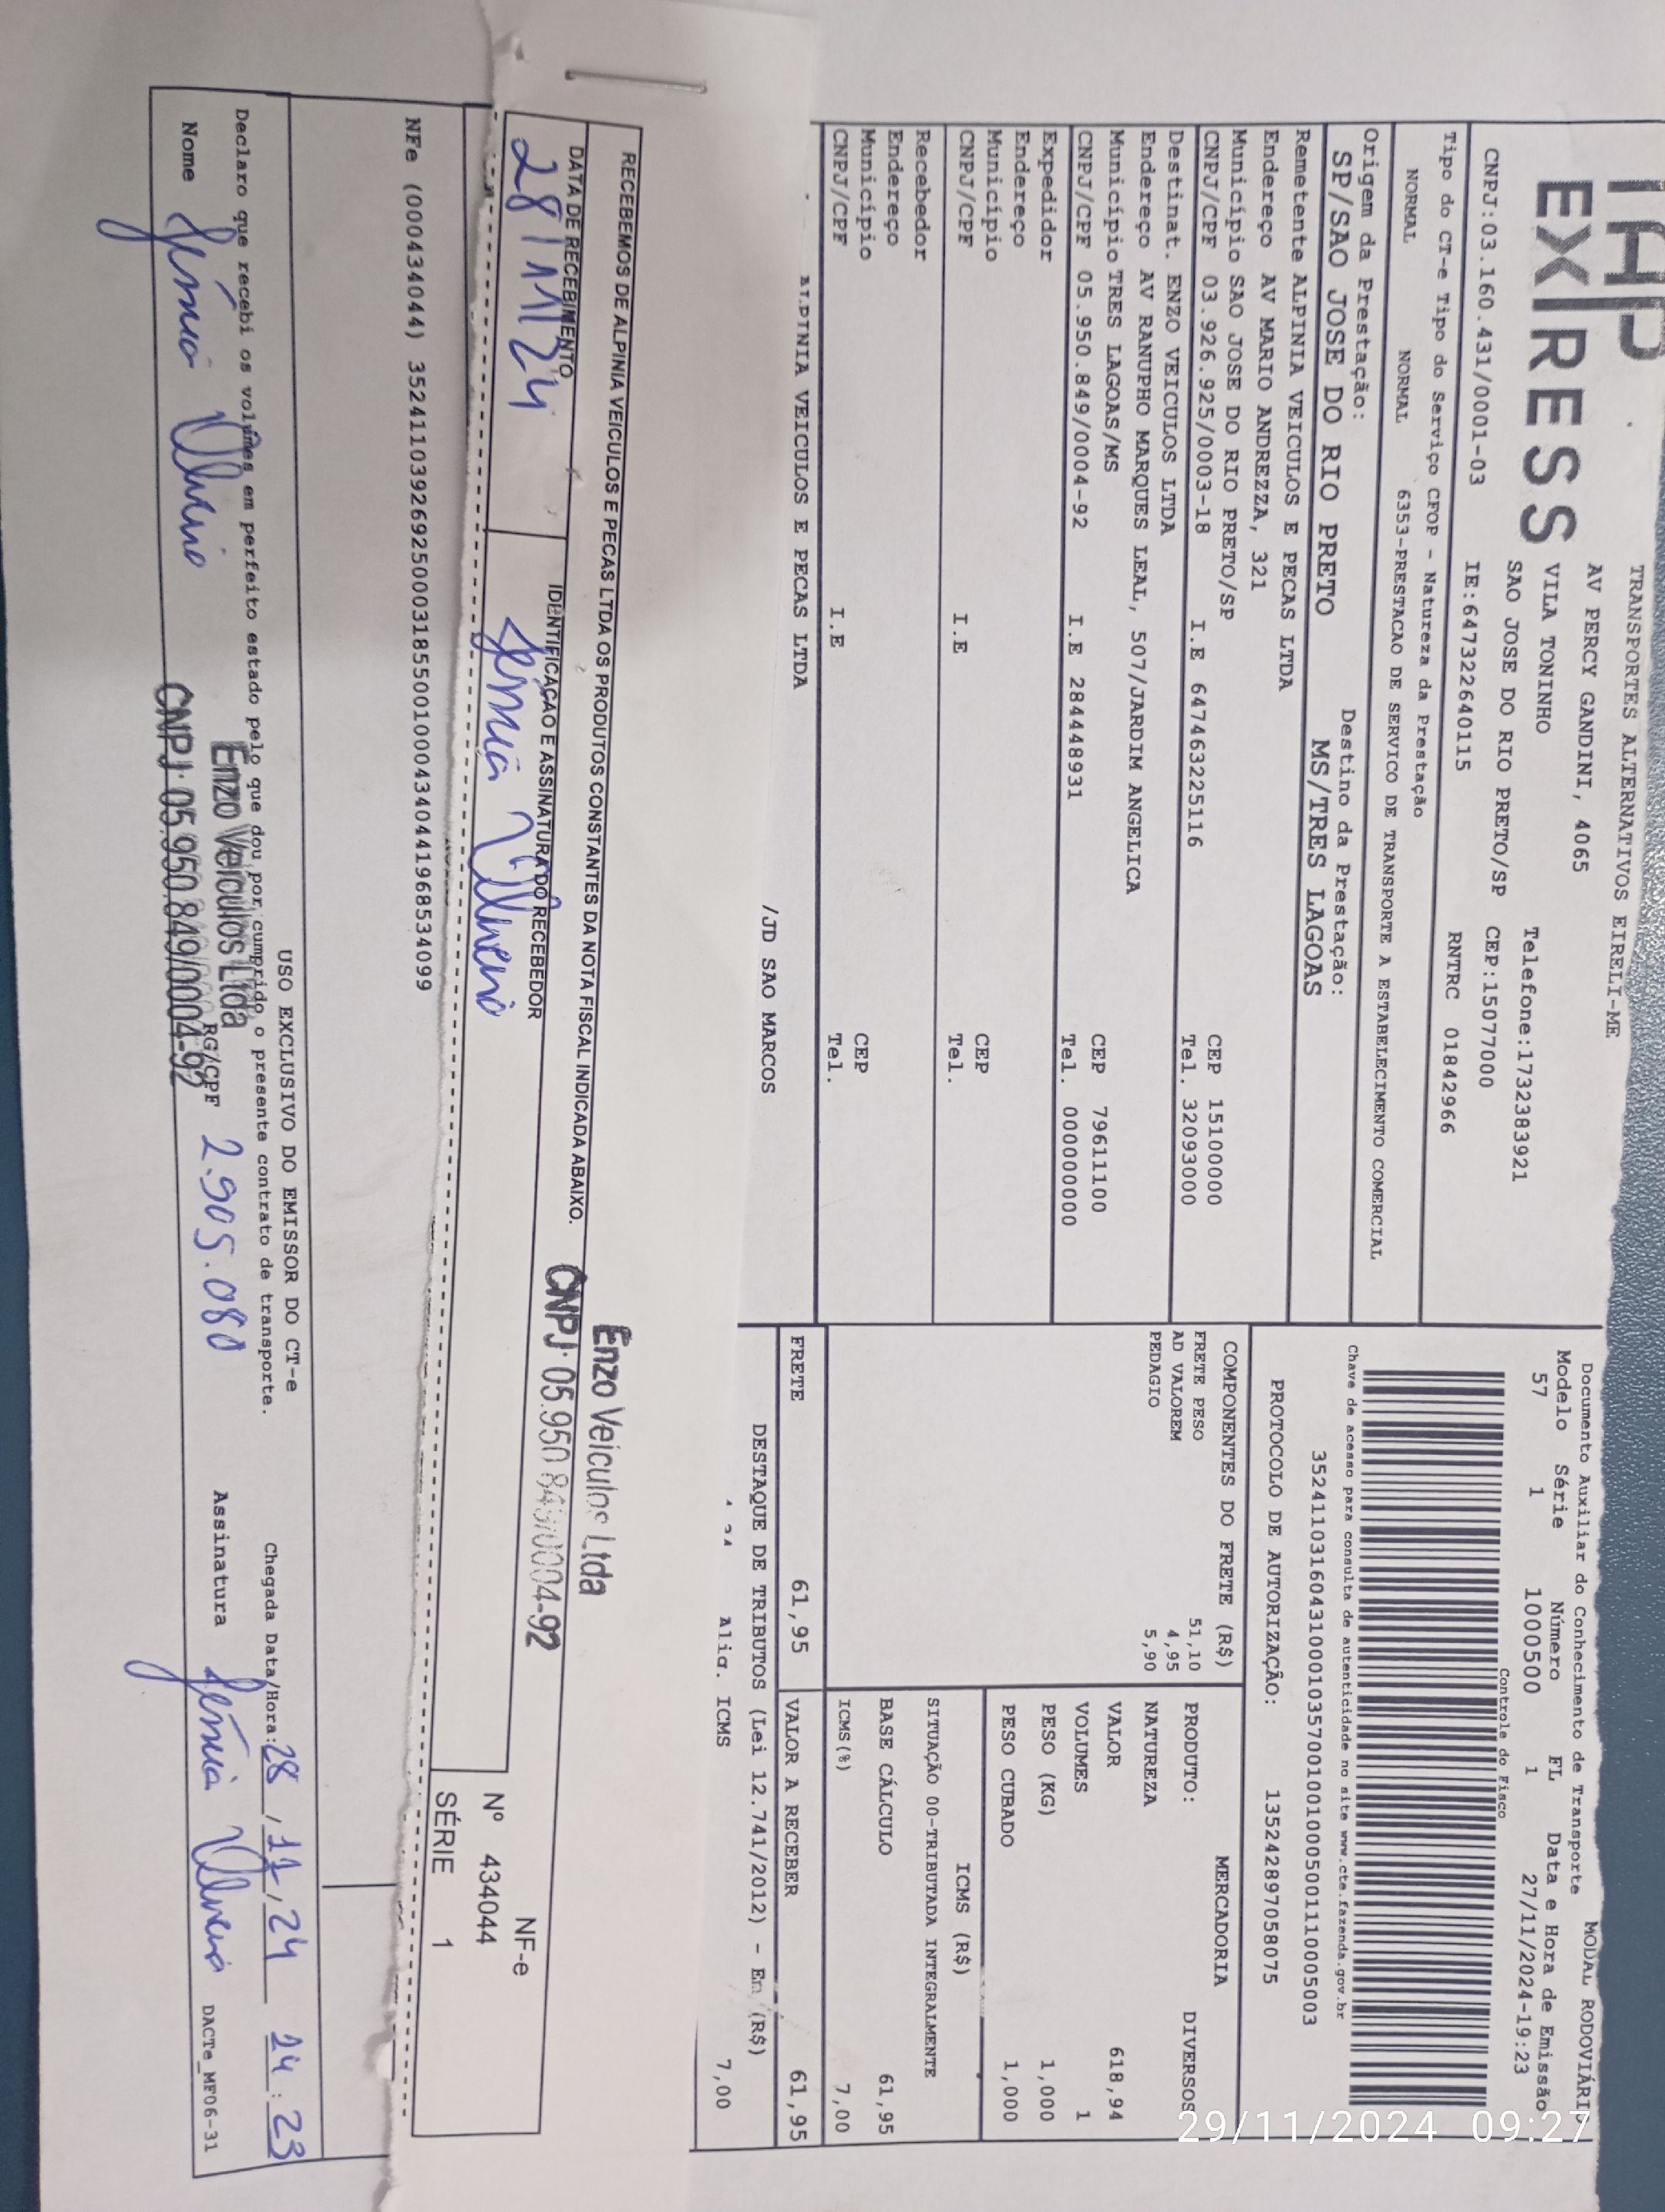 TAP
EXPRESS
TRANSPORTES ALTERNATIVOS EIRELI-ME
AV PERCY GANDINI, 4065
VILA TONINHO
SAO JOSE DO RIO PRETO/SP
Telefone:1732383921
CEP:15077000
CNPJ:03.160.431/0001-03
IE:647322640115
RNTRC 01842966
Tipo do CT-e Tipo do Serviço CFOP - Natureza da Prestação
NORMAL NORMAL 6353-PRESTACAO DE SERVICO DE TRANSPORTE A ESTABELECIMENTO COMERCIAL
Origem da Prestação: Destino da Prestação:
SP/SAO JOSE DO RIO PRETO MS/TRES LAGOAS
Remetente ALPINIA VEICULOS E PECAS LTDA
Endereço AV MARIO ANDREZZA, 321
Município SAO JOSE DO RIO PRETO/SP CEP 15100000
CNPJ/CPF 03.926.925/0003-18 I.E 647463225116 Tel. 32093000
Destinat. ENZO VEICULOS LTDA
Endereço AV RANUPHO MARQUES LEAL, 507/JARDIM ANGELICA
Município TRES LAGOAS/MS CEP 79611100
CNPJ/CPF 05.950.849/0004-92 I.E 284448931 Tel. 00000000
Expedidor
Endereço
Município CEP
CNPJ/CPF I.E Tel.
Recebedor
Endereço
Município CEP
CNPJ/CPF I.E Tel.
ALPINIA VEICULOS E PECAS LTDA
/JD SAO MARCOS
Documento Auxiliar do Conhecimento de Transporte MODAL RODOVIÁRIO
Modelo Série Número FL Data e Hora de Emissão
57 1 1000500 1 27/11/2024-19:23
Controle do Fisco
Chave de acesso para consulta de autenticidade no site www.cte.fazenda.gov.br
35241103160431000103570010010005001110005003
PROTOCOLO DE AUTORIZAÇÃO: 135242897058075
COMPONENTES DO FRETE (R$)
FRETE PESO 51,10
AD VALOREM 4,95
PEDAGIO 5,90
MERCADORIA
PRODUTO: DIVERSOS
NATUREZA
VALOR 618,94
VOLUMES 1
PESO (KG) 1,000
PESO CUBADO 1,000
ICMS (R$)
SITUAÇÃO 00-TRIBUTADA INTEGRALMENTE
BASE CÁLCULO 61,95
ICMS(%) 7,00
FRETE 61,95 VALOR A RECEBER 61,95
DESTAQUE DE TRIBUTOS (Lei 12.741/2012) - Em (R$)
Aliq. ICMS 7,00
RECEBEMOS DE ALPINIA VEICULOS E PECAS LTDA OS PRODUTOS CONSTANTES DA NOTA FISCAL INDICADA ABAIXO.
Enzo Veiculos Ltda
CNPJ: 05.950.849/0004-92
DATA DE RECEBIMENTO IDENTIFICAÇÃO E ASSINATURA DO RECEBEDOR
28/11/24
NF-e
Nº 434044
SÉRIE 1
NFe (000434044) 35241103926925000318550010004340441968534099
USO EXCLUSIVO DO EMISSOR DO CT-e
Declaro que recebi os volumes em perfeito estado pelo que dou por cumprido o presente contrato de transporte.
Chegada Data/Hora: 28/11/24 14:23
Enzo Veiculos Ltda
CNPJ: 05.950.849/0004-92
Nome RG/CPF 2.905.080 Assinatura
DACTe_MF06-31
29/11/2024 09:27